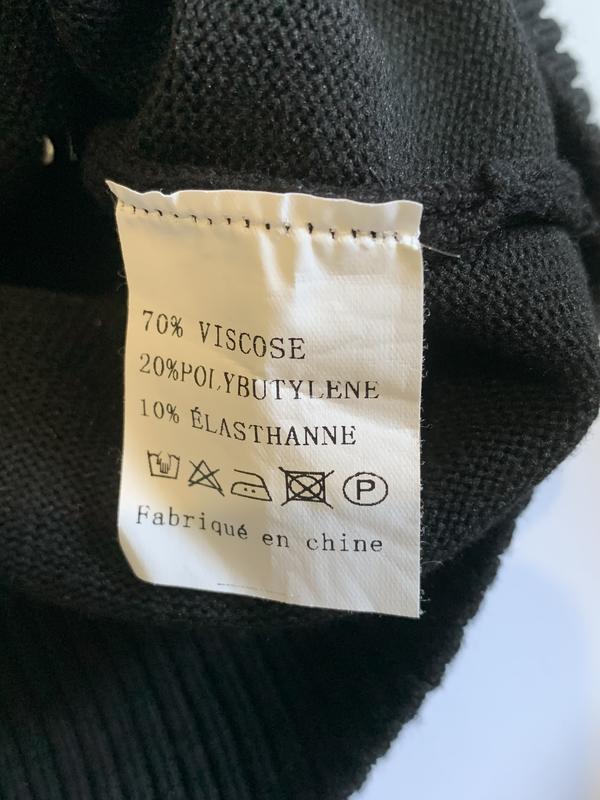 70% VISCOSE
20%POLYBUTYLENE
10% ÉLASTHANNE
P
Fabriqué en chine